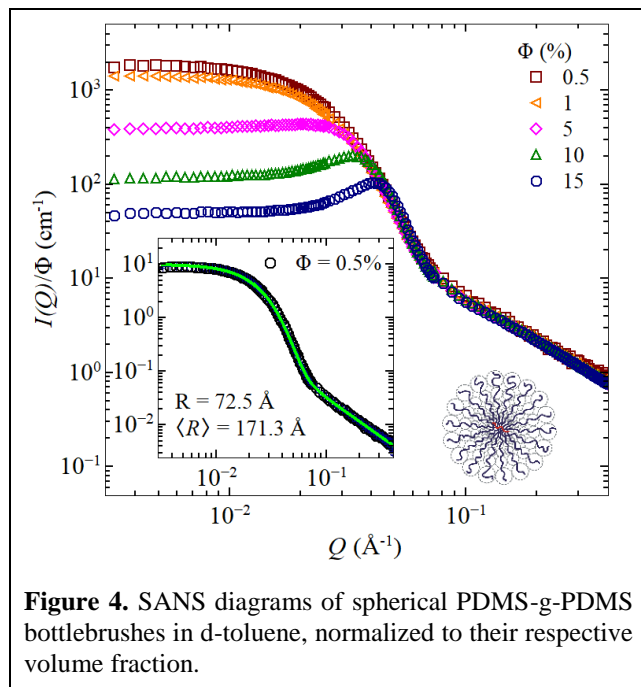 Φ (%)
0.5
1
5
10
15
10³
10²
10¹
10⁰
10⁻¹
I(Q)/Φ (cm⁻¹)
Φ = 0.5%
10¹
10⁰
10⁻¹
10⁻²
R = 72.5 Å
⟨R⟩ = 171.3 Å
10⁻² 10⁻¹
10⁻² 10⁻¹
Q (Å⁻¹)
Figure 4. SANS diagrams of spherical PDMS-g-PDMS
bottlebrushes in d-toluene, normalized to their respective
volume fraction.